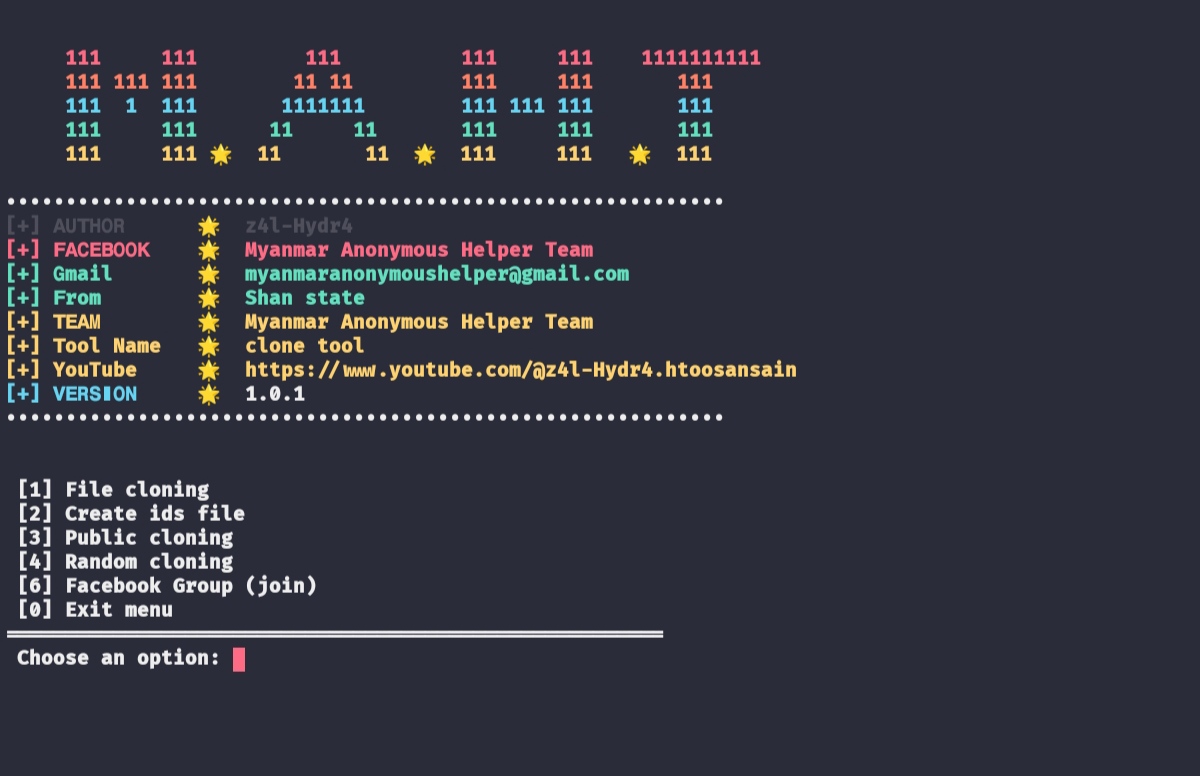 111     111         111          111     111    1111111111
111 111 111        11 11         111     111       111
111  1  111       1111111        111 111 111       111
111     111      11     11       111     111       111
111     111 🌟  11       11  🌟  111     111   🌟  111
••••••••••••••••••••••••••••••••••••••••••••••••••••••••••••
[+] AUTHOR 🌟 z4l-Hydr4
[+] FACEBOOK 🌟 Myanmar Anonymous Helper Team
[+] Gmail 🌟 myanmaranonymoushelper@gmail.com
[+] From 🌟 Shan state
[+] TEAM 🌟 Myanmar Anonymous Helper Team
[+] Tool Name 🌟 clone tool
[+] YouTube 🌟 https://www.youtube.com/@z4l-Hydr4.htoosansain
[+] VERSION 🌟 1.0.1
••••••••••••••••••••••••••••••••••••••••••••••••••••••••••••
[1] File cloning
[2] Create ids file
[3] Public cloning
[4] Random cloning
[6] Facebook Group (join)
[0] Exit menu
Choose an option: